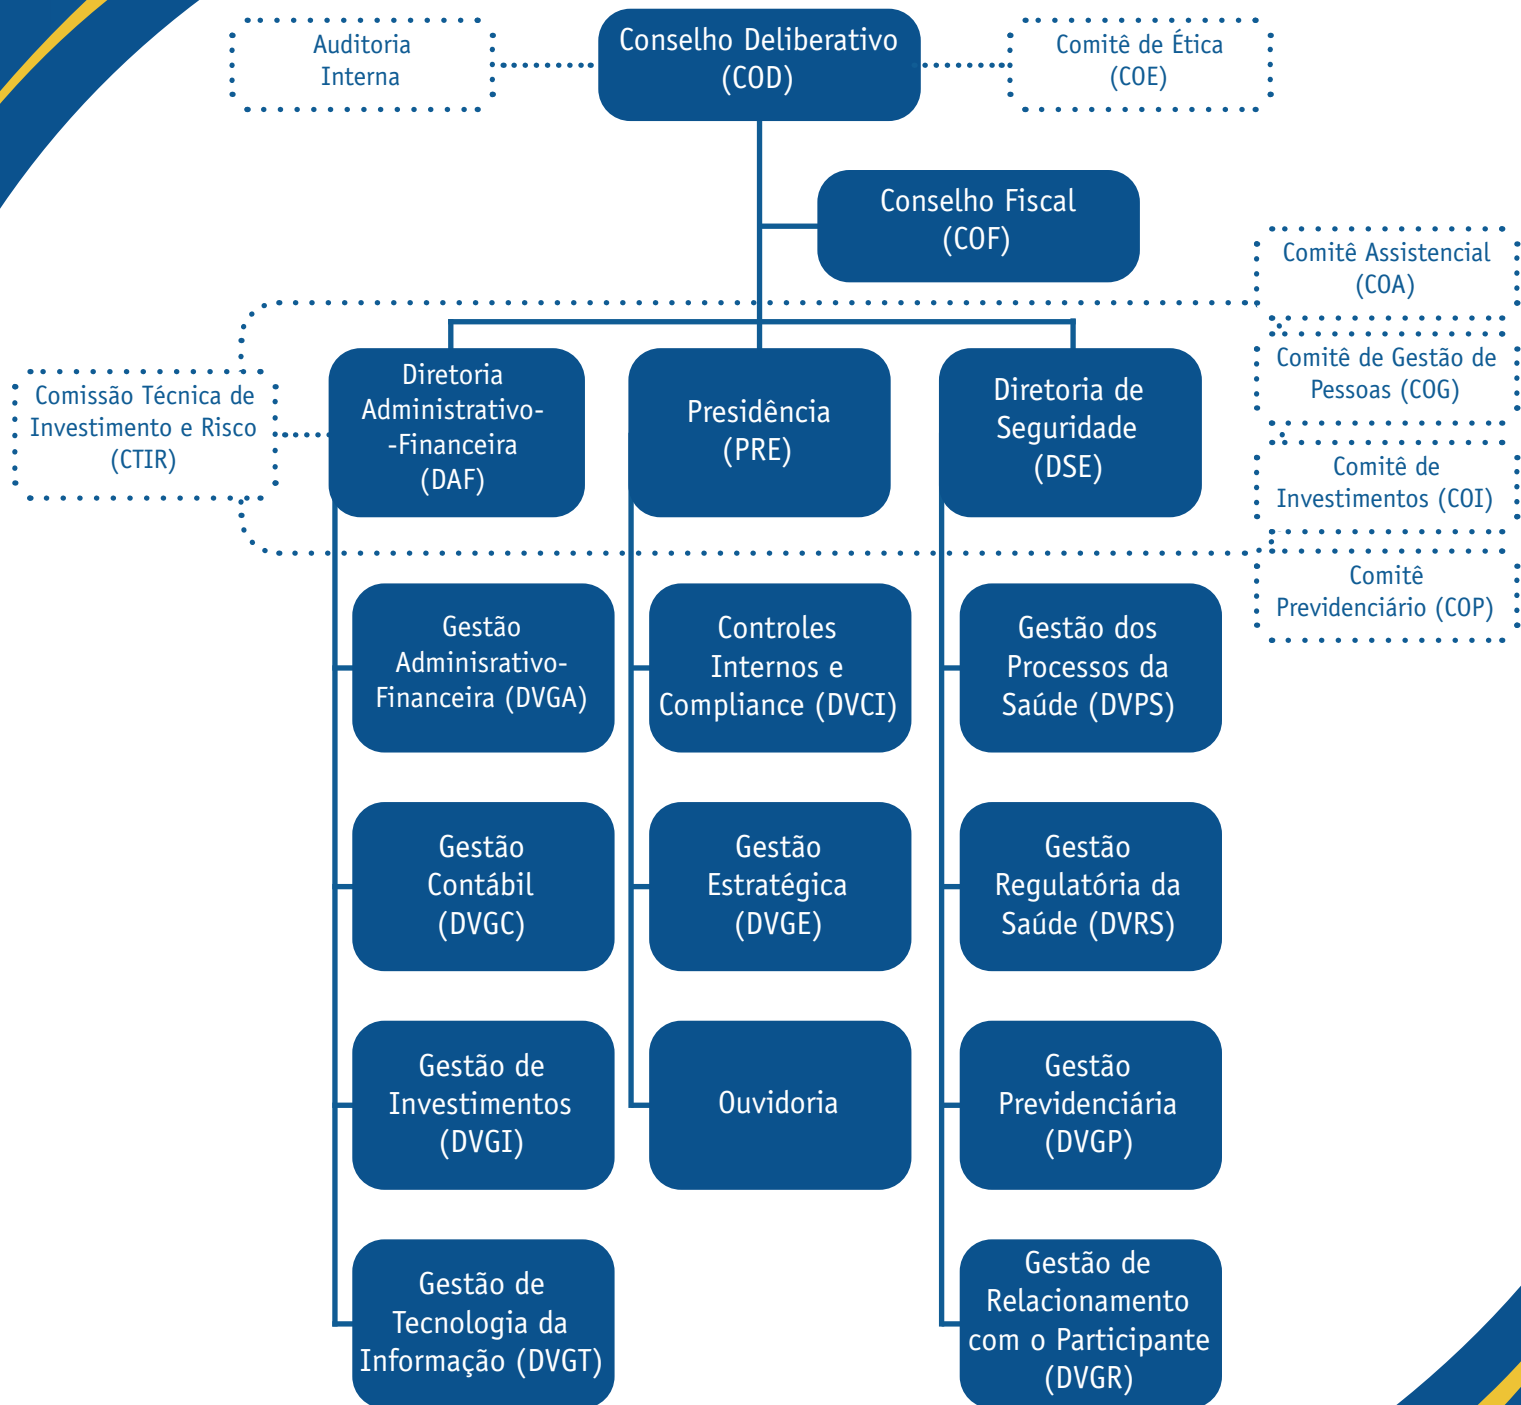 Auditoria
Interna
Conselho Deliberativo
(COD)
Comitê de Ética
(COE)
Conselho Fiscal
(COF)
Comitê Assistencial
(COA)
Comitê de Gestão de
Pessoas (COG)
Comitê de
Investimentos (COI)
Comitê
Previdenciário (COP)
Comissão Técnica de
Investimento e Risco
(CTIR)
Diretoria
Administrativo-
-Financeira
(DAF)
Presidência
(PRE)
Diretoria de
Seguridade
(DSE)
Gestão
Adminisrativo-
Financeira (DVGA)
Controles
Internos e
Compliance (DVCI)
Gestão dos
Processos da
Saúde (DVPS)
Gestão
Contábil
(DVGC)
Gestão
Estratégica
(DVGE)
Gestão
Regulatória da
Saúde (DVRS)
Gestão de
Investimentos
(DVGI)
Ouvidoria
Gestão
Previdenciária
(DVGP)
Gestão de
Tecnologia da
Informação (DVGT)
Gestão de
Relacionamento
com o Participante
(DVGR)